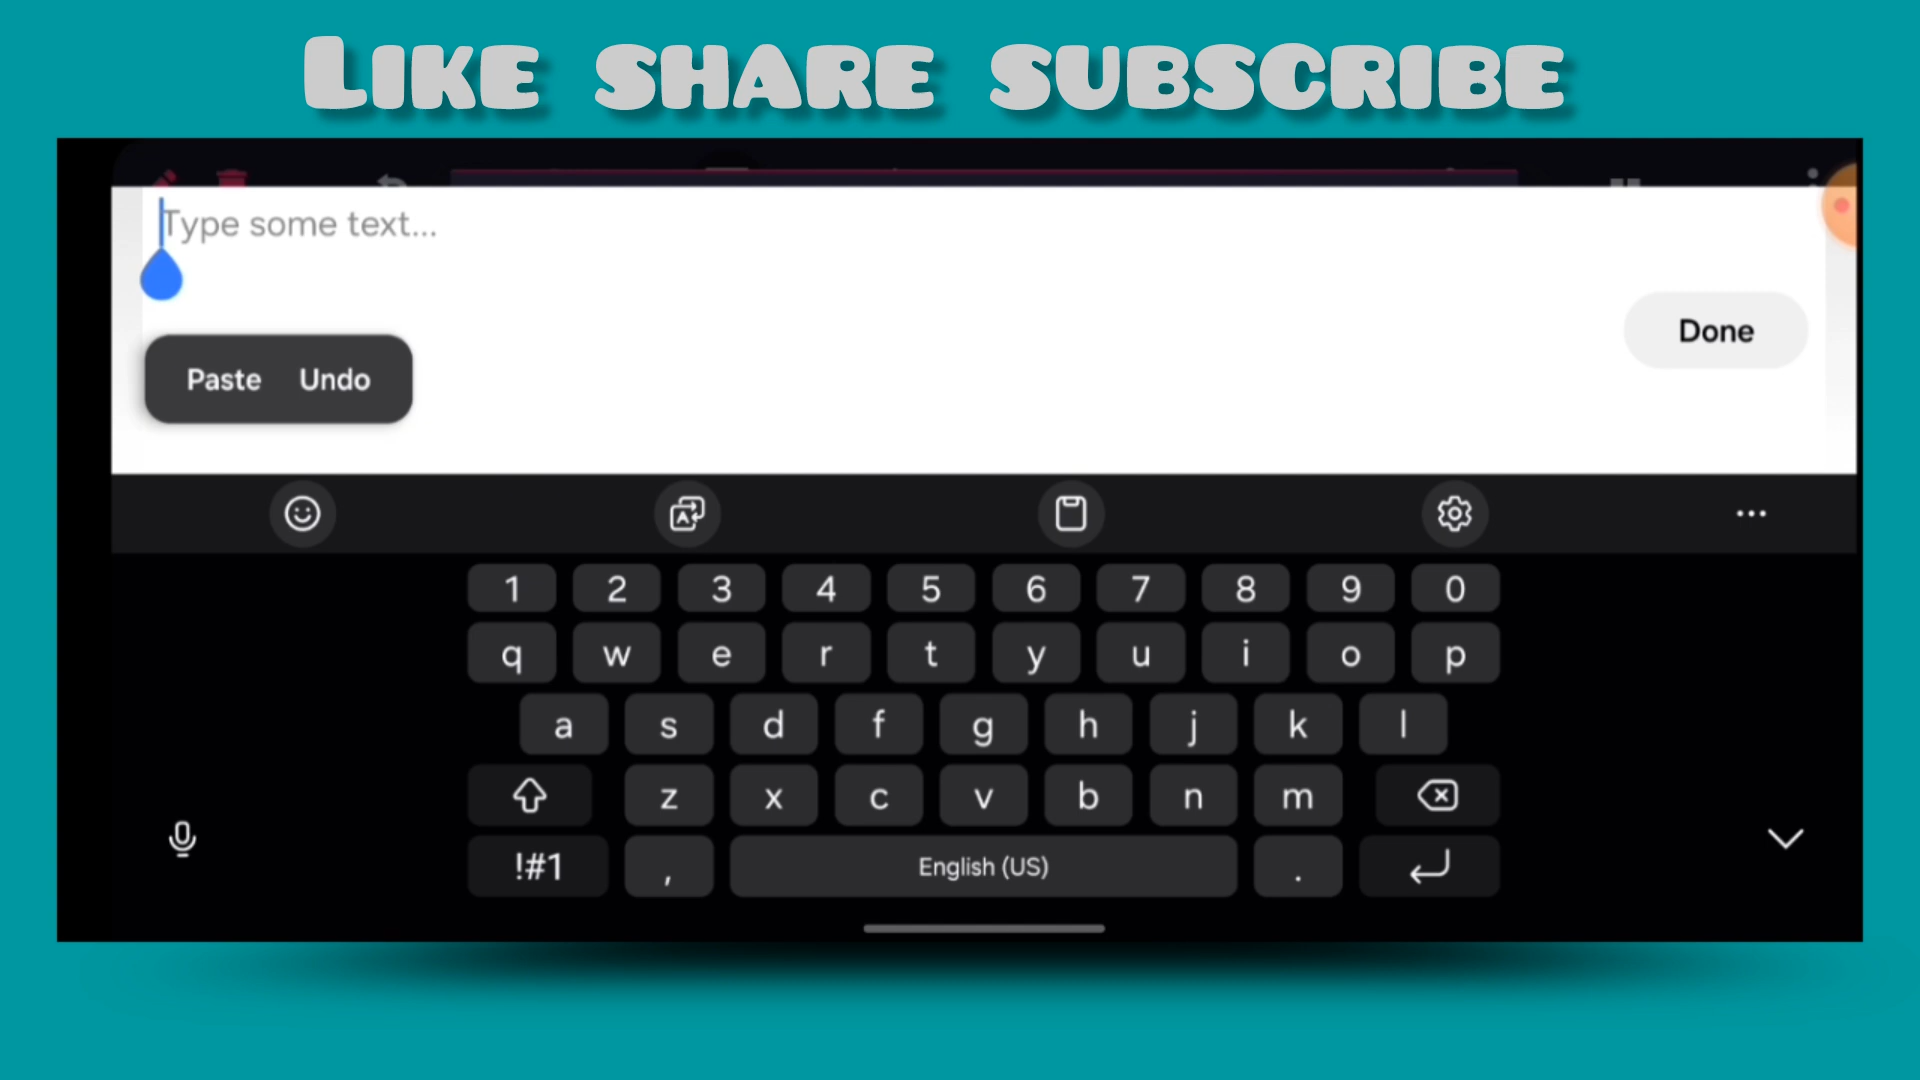 LIKE SHARE SUBSCRIBE
Type some text...
Done
Paste Undo
1 2 3 4 5 6 7 8 9 0
q w e r t y u i o p
a s d f g h j k l
z x c v b n m
!#1 , English (US) .